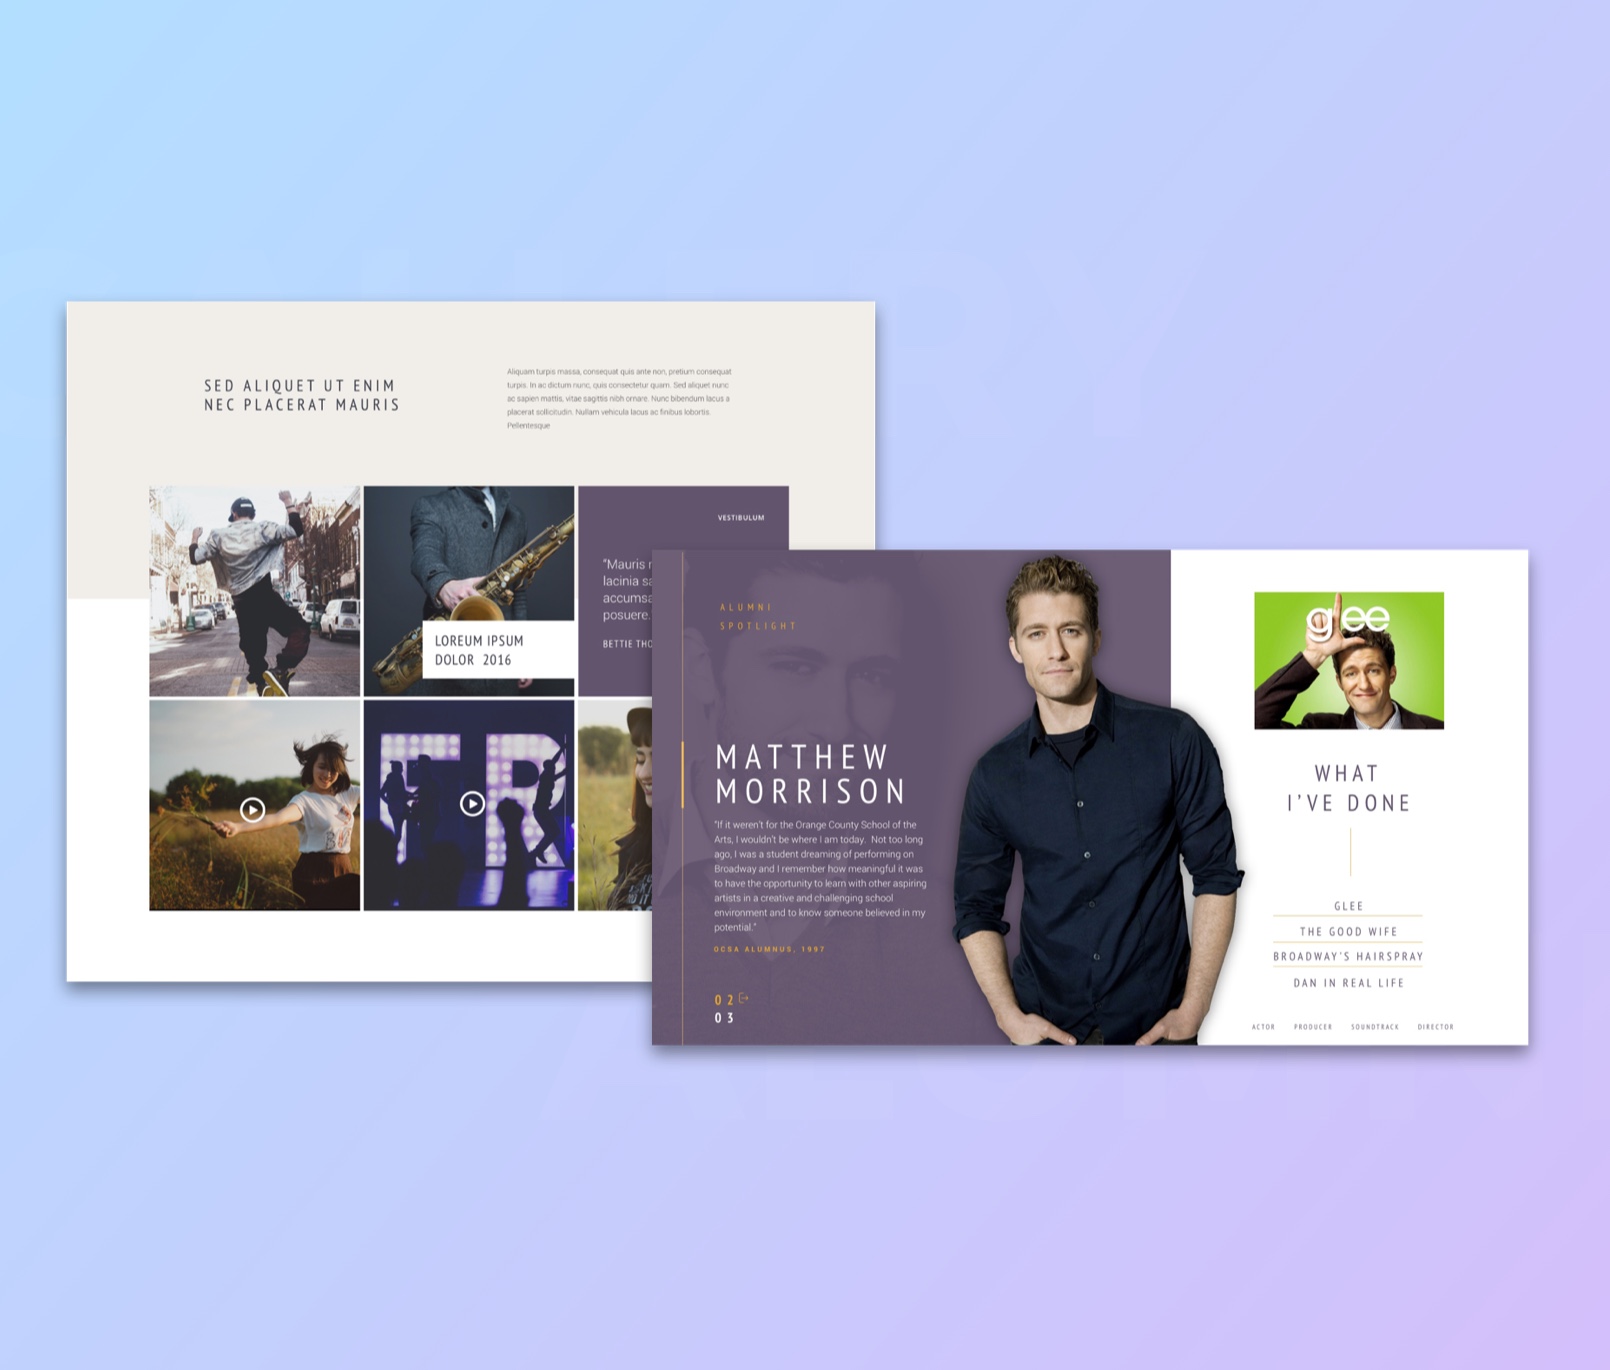 SED ALIQUET UT ENIM
NEC PLACERAT MAURIS
Aliquam turpis massa, consequat quis ante non, pretium consequat
turpis. In ac dictum nunc, quis consectetur quam. Sed aliquet nunc
ac sapien mattis, vitae sagittis nibh ornare. Nunc bibendum lacus a
placerat sollicitudin. Nullam vehicula lacus ac finibus lobortis.
Pellentesque
LOREUM IPSUM
DOLOR 2016
VESTIBULUM
"Mauris
lacinia
accumsa
posuere.
BETTIE THO
FR
ALUMNI
SPOTLIGHT
MATTHEW
MORRISON
"If it weren't for the Orange County School of the
Arts, I wouldn't be where I am today. Not too long
ago, I was a student dreaming of performing on
Broadway and I remember how meaningful it was
to have the opportunity to learn with other aspiring
artists in a creative and challenging school
environment and to know someone believed in my
potential."
OCSA ALUMNUS, 1997
02
03
glee
WHAT
I'VE DONE
GLEE
THE GOOD WIFE
BROADWAY'S HAIRSPRAY
DAN IN REAL LIFE
ACTOR PRODUCER SOUNDTRACK DIRECTOR